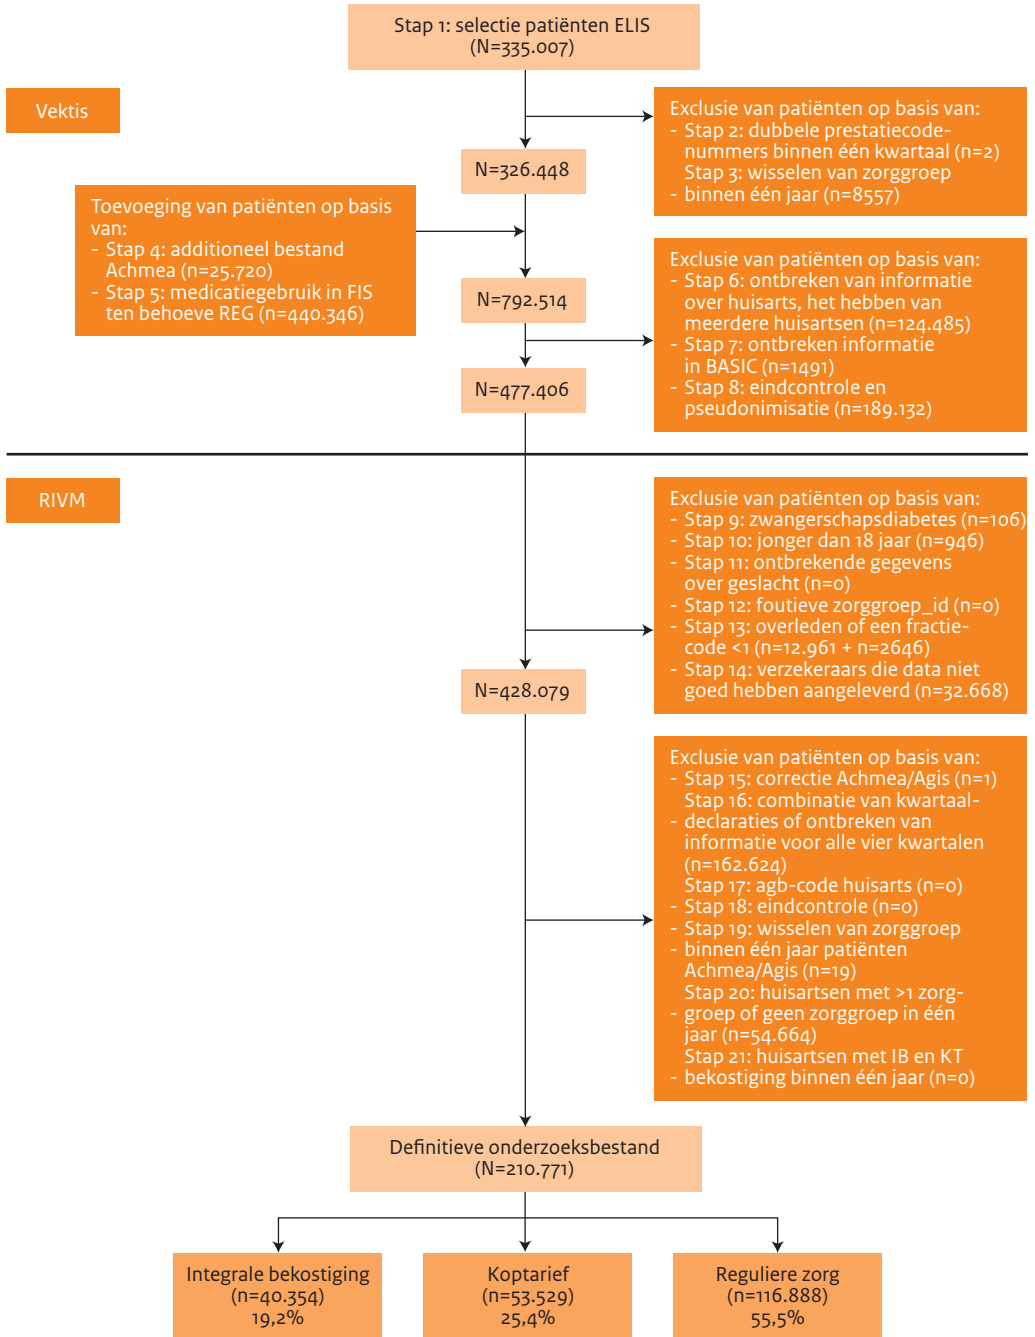 Stap 1: selectie patiënten ELIS
(N=335.007)
Vektis
Exclusie van patiënten op basis van:
- Stap 2: dubbele prestatiecode-
nummers binnen één kwartaal (n=2)
Stap 3: wisselen van zorggroep
- binnen één jaar (n=8557)
N=326.448
Toevoeging van patiënten op basis
van:
- Stap 4: additioneel bestand
Achmea (n=25.720)
- Stap 5: medicatiegebruik in FIS
ten behoeve REG (n=440.346)
N=792.514
Exclusie van patiënten op basis van:
- Stap 6: ontbreken van informatie
over huisarts, het hebben van
meerdere huisartsen (n=124.485)
- Stap 7: ontbreken informatie
in BASIC (n=1491)
- Stap 8: eindcontrole en
pseudonimisatie (n=189.132)
N=477.406
RIVM
Exclusie van patiënten op basis van:
- Stap 9: zwangerschapsdiabetes (n=106)
- Stap 10: jonger dan 18 jaar (n=946)
- Stap 11: ontbrekende gegevens
over geslacht (n=0)
- Stap 12: foutieve zorggroep_id (n=0)
- Stap 13: overleden of een fractie-
code <1 (n=12.961 + n=2646)
- Stap 14: verzekeraars die data niet
goed hebben aangeleverd (n=32.668)
N=428.079
Exclusie van patiënten op basis van:
- Stap 15: correctie Achmea/Agis (n=1)
Stap 16: combinatie van kwartaal-
- declaraties of ontbreken van
informatie voor alle vier kwartalen
(n=162.624)
Stap 17: agb-code huisarts (n=0)
- Stap 18: eindcontrole (n=0)
- Stap 19: wisselen van zorggroep
- binnen één jaar patiënten
Achmea/Agis (n=19)
Stap 20: huisartsen met >1 zorg-
- groep of geen zorggroep in één
jaar (n=54.664)
Stap 21: huisartsen met IB en KT
- bekostiging binnen één jaar (n=0)
Definitieve onderzoeksbestand
(N=210.771)
Integrale bekostiging
(n=40.354)
19,2%
Koptarief
(n=53.529)
25,4%
Reguliere zorg
(n=116.888)
55,5%